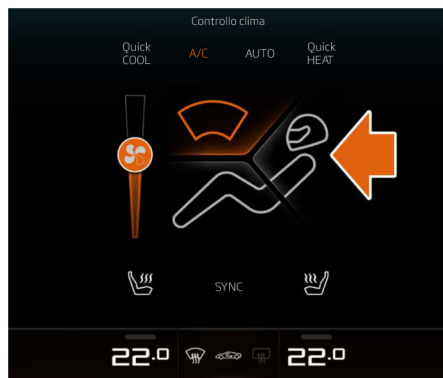 Controllo clima
Quick
COOL
A/C
AUTO
Quick
HEAT
SYNC
22.0
22.0